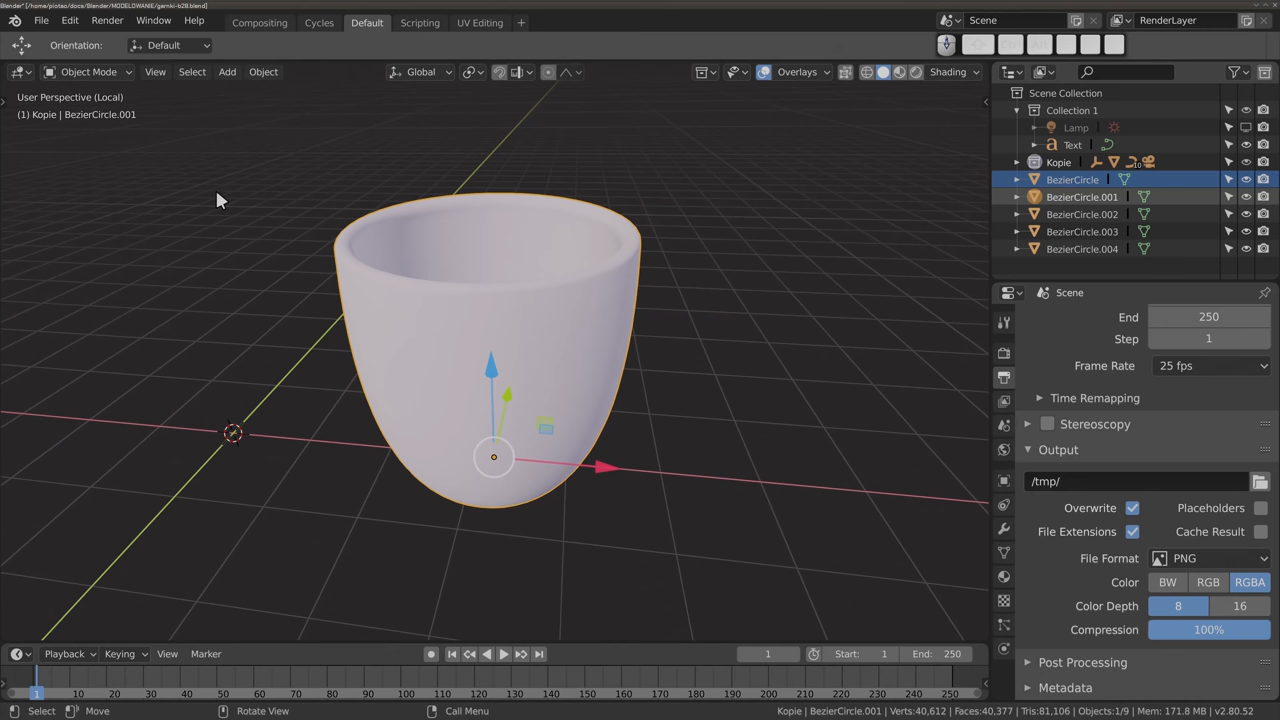 Blender* [/home/piotao/docs/Blender/MODELOWANIE/garnki-b28.blend]
File Edit Render Window Help Compositing Cycles Default Scripting UV Editing + Scene RenderLayer
Orientation: Default Ctrl Alt
Object Mode View Select Add Object Global Overlays Shading
User Perspective (Local)
(1) Kopie | BezierCircle.001
Scene Collection
Collection 1
Lamp
Text
Kopie 10
BezierCircle
BezierCircle.001
BezierCircle.002
BezierCircle.003
BezierCircle.004
Scene
End 250
Step 1
Frame Rate 25 fps
Time Remapping
Stereoscopy
Output
/tmp/
Overwrite Placeholders
File Extensions Cache Result
File Format PNG
Color BW RGB RGBA
Color Depth 8 16
Compression 100%
Post Processing
Metadata
Playback Keying View Marker 1 Start: 1 End: 250
1 10 20 30 40 50 60 70 80 90 100 110 120 130 140 150 160 170 180 190 200 210 220 230 240 250
Select Move Rotate View Call Menu Kopie | BezierCircle.001 | Verts:40,612 | Faces:40,377 | Tris:81,106 | Objects:1/9 | Mem: 171.8 MB | v2.80.52